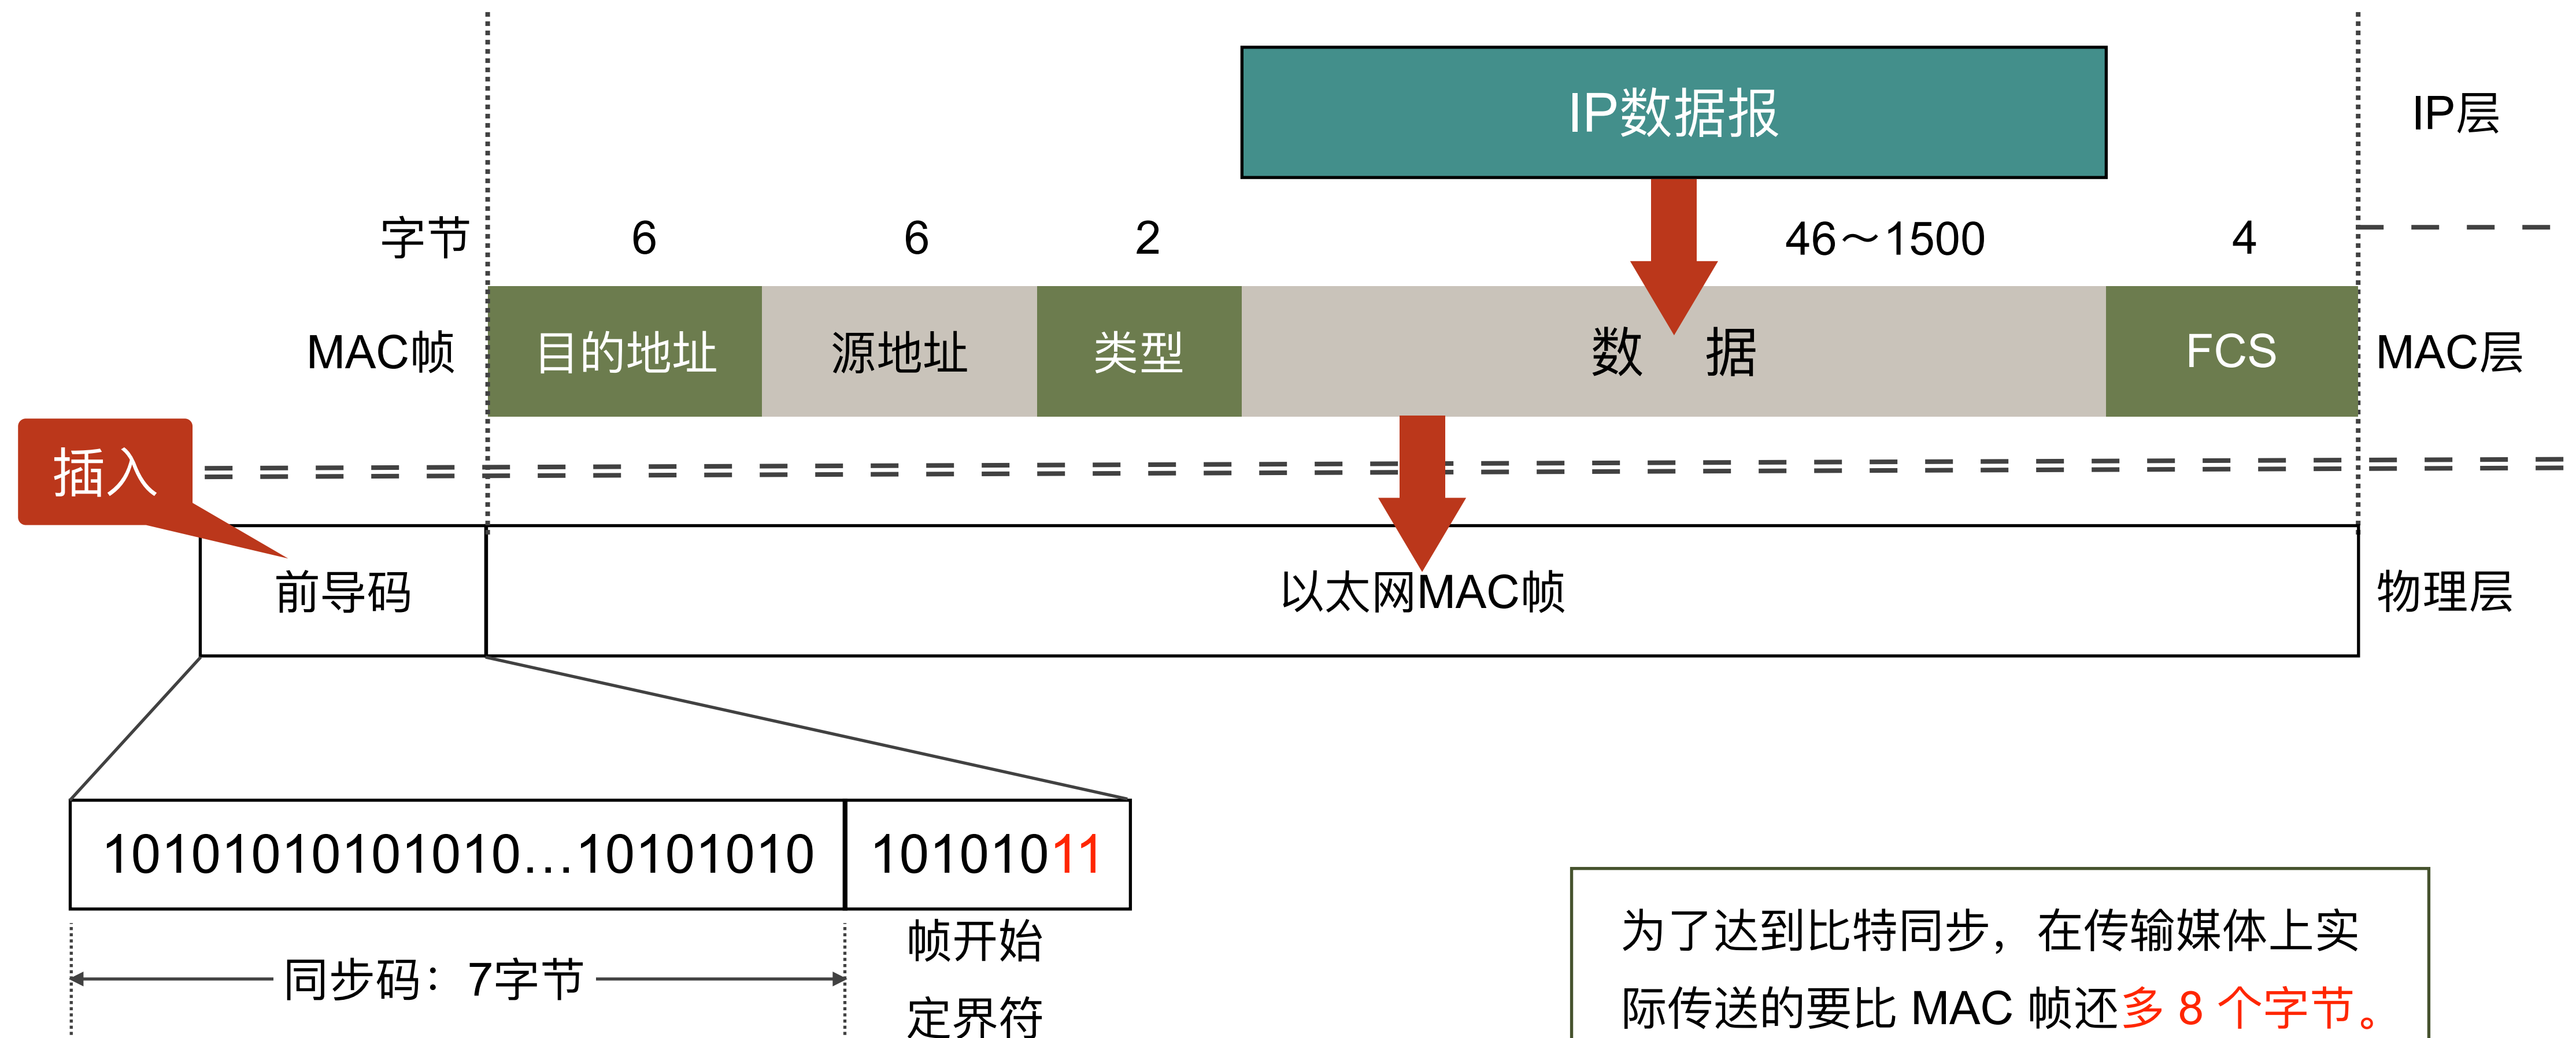 IP数据报
IP层
字节
6
6
2
46～1500
4
MAC帧
目的地址
源地址
类型
数 据
FCS
MAC层
插入
前导码
以太网MAC帧
物理层
10101010101010…10101010
10101011
同步码：7字节
帧开始
定界符
为了达到比特同步，在传输媒体上实
际传送的要比 MAC 帧还多 8 个字节。